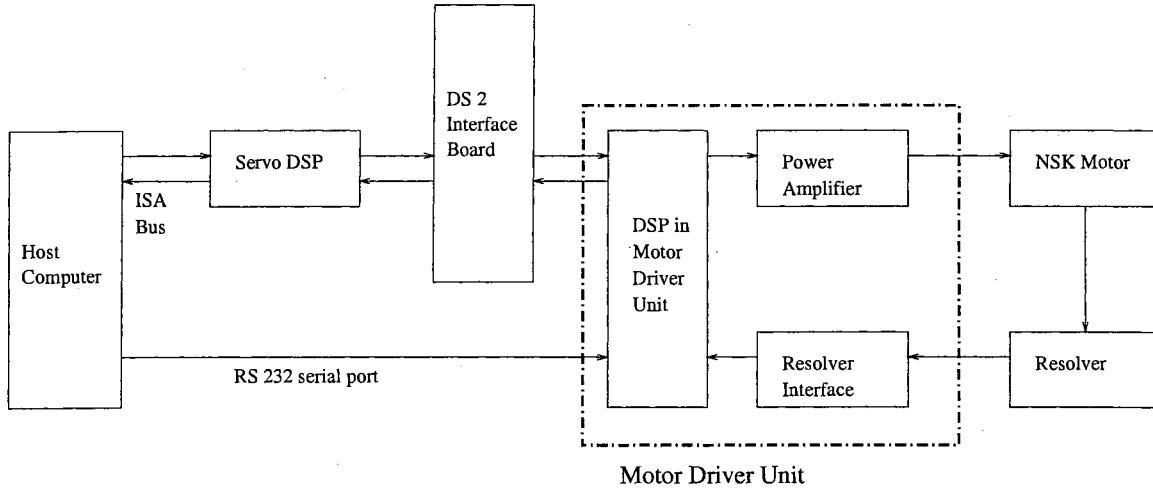 DS 2
Interface
Board
Servo DSP
Power
Amplifier
NSK Motor
ISA
Bus
Host
Computer
DSP in
Motor
Driver
Unit
RS 232 serial port
Resolver
Interface
Resolver
Motor Driver Unit